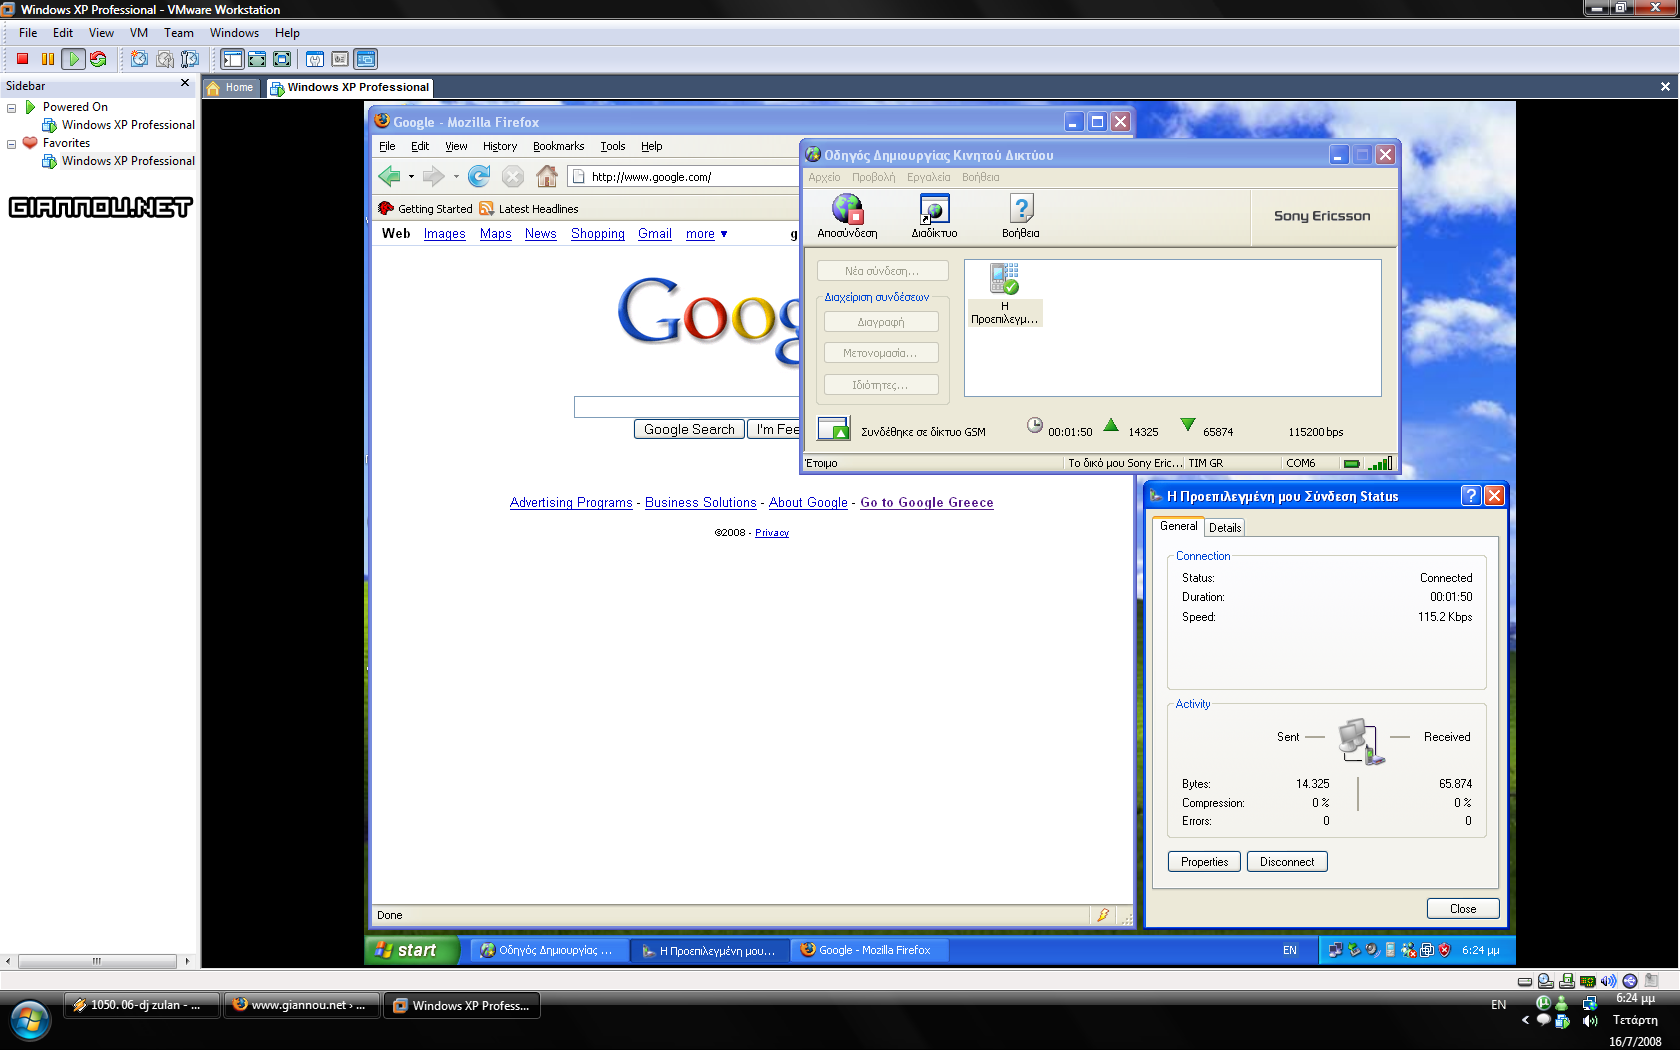 Windows XP Professional - VMware Workstation
File Edit View VM Team Windows Help
Sidebar
Powered On
Windows XP Professional
Favorites
Windows XP Professional
GIANNOU.NET
Home
Windows XP Professional
Google - Mozilla Firefox
File Edit View History Bookmarks Tools Help
http://www.google.com/
Getting Started Latest Headlines
Web Images Maps News Shopping Gmail more ▼ g
Goog
Google Search I'm Fee
Advertising Programs - Business Solutions - About Google - Go to Google Greece
©2008 - Privacy
Done
Οδηγός Δημιουργίας Κινητού Δικτύου
Αρχείο Προβολή Εργαλεία Βοήθεια
Αποσύνδεση Διαδίκτυο Βοήθεια
Sony Ericsson
Νέα σύνδεση...
Διαχείριση συνδέσεων
Διαγραφή
Μετονομασία...
Ιδιότητες...
Η
Προεπιλεγμ...
Συνδέθηκε σε δίκτυο GSM 00:01:50 14325 65874 115200 bps
Έτοιμο Το δικό μου Sony Eric... TIM GR COM6
Η Προεπιλεγμένη μου Σύνδεση Status
General Details
Connection
Status: Connected
Duration: 00:01:50
Speed: 115.2 Kbps
Activity
Sent Received
Bytes: 14.325 65.874
Compression: 0 % 0 %
Errors: 0 0
Properties Disconnect
Close
start Οδηγός Δημιουργίας ... Η Προεπιλεγμένη μου... Google - Mozilla Firefox EN 6:24 μμ
1050. 06-dj zulan - ... www.giannou.net › ... Windows XP Profess... EN 6:24 μμ
Τετάρτη
16/7/2008